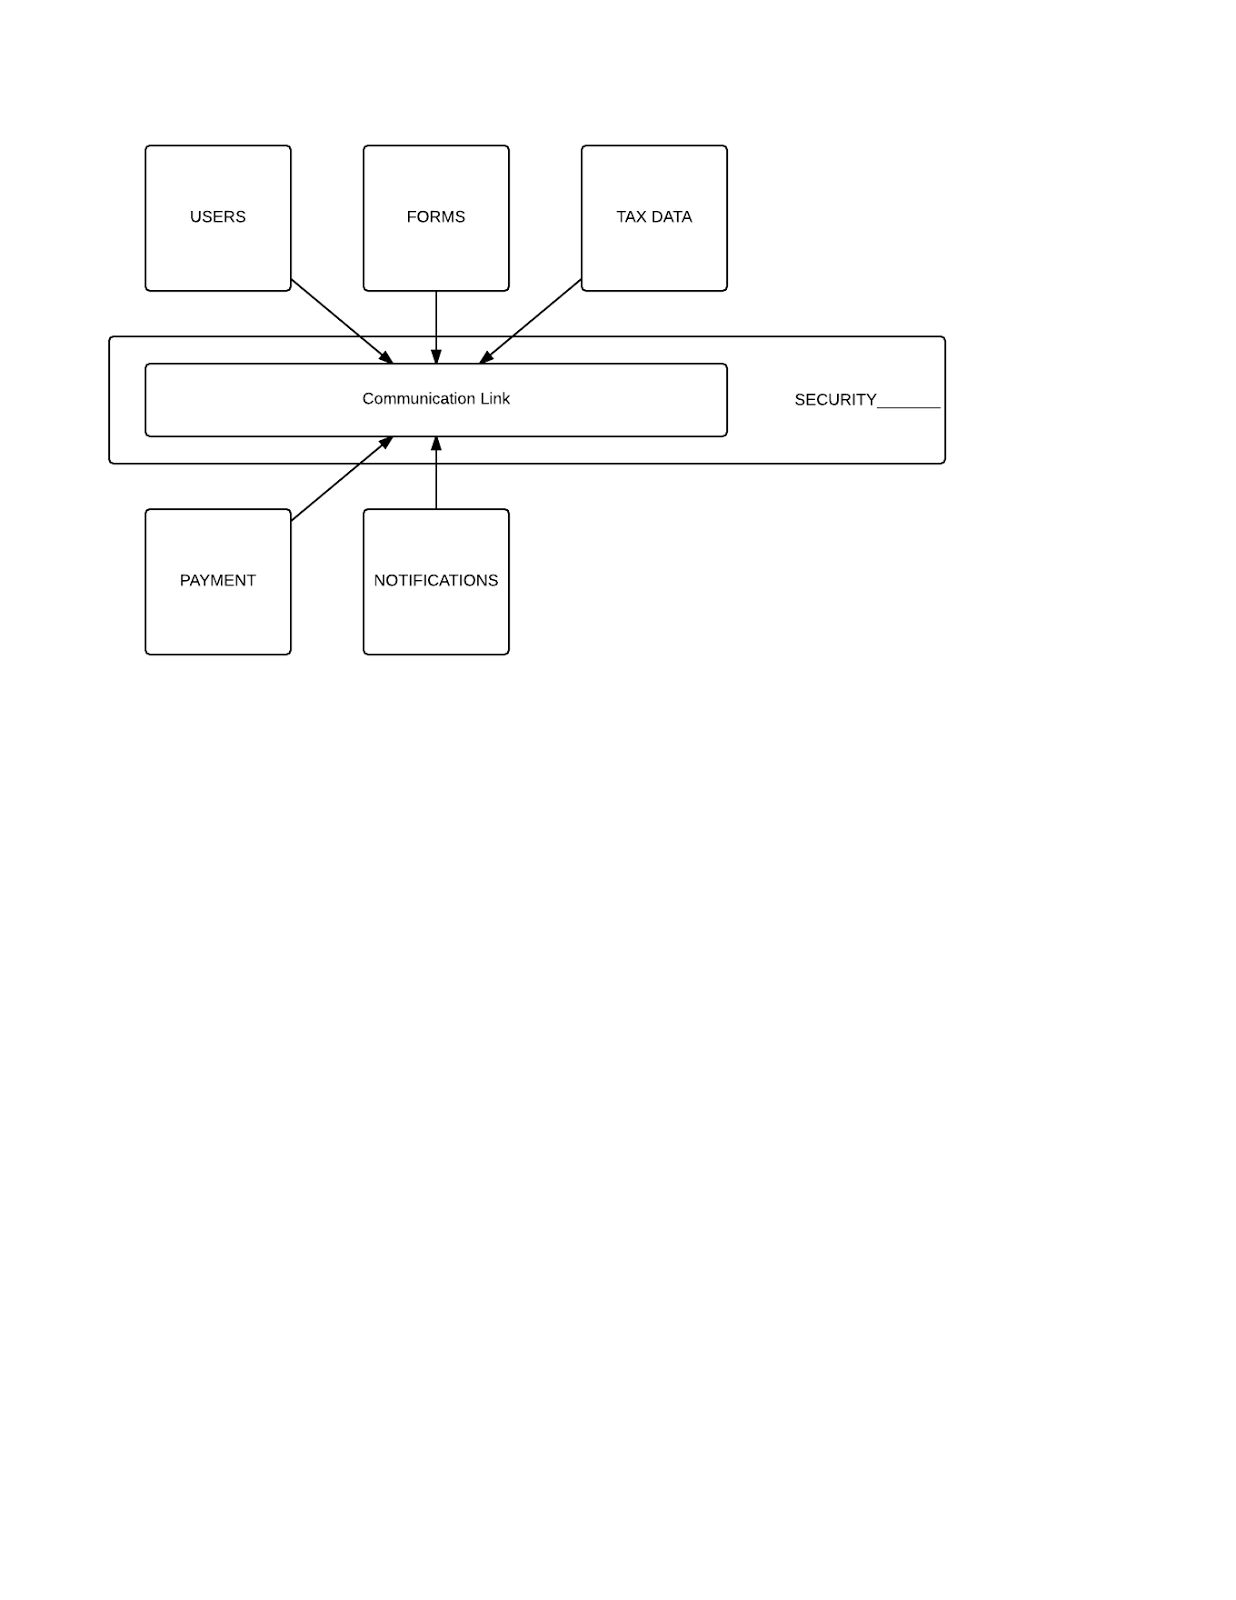 USERS
FORMS
TAX DATA
Communication Link
SECURITY_______
PAYMENT
NOTIFICATIONS